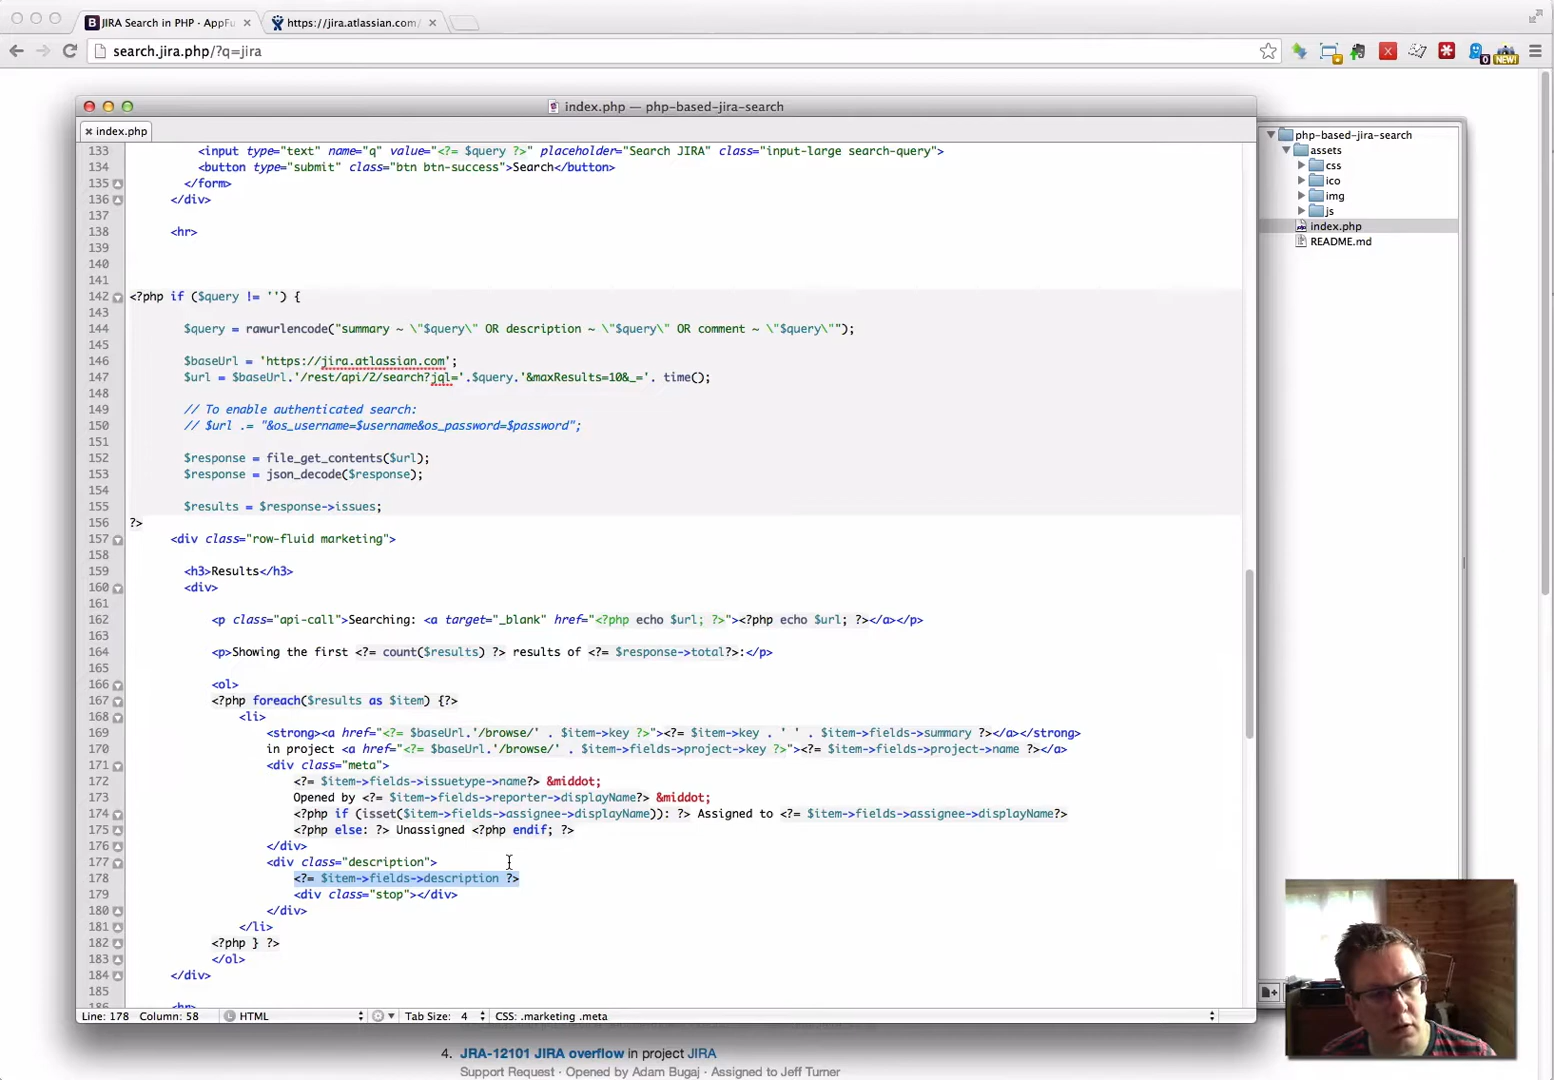 JIRA Search in PHP · AppFu
https://jira.atlassian.com/
search.jira.php/?q=jira
NEW!
index.php — php-based-jira-search
index.php
133 <input type="text" name="q" value="<?= $query ?>" placeholder="Search JIRA" class="input-large search-query">
134 <button type="submit" class="btn btn-success">Search</button>
135 </form>
136 </div>
137
138 <hr>
139
140
141
142 <?php if ($query != '') {
143
144 $query = rawurlencode("summary ~ \"$query\" OR description ~ \"$query\" OR comment ~ \"$query\"");
145
146 $baseUrl = 'https://jira.atlassian.com';
147 $url = $baseUrl.'/rest/api/2/search?jql='.$query.'&maxResults=10&_='. time();
148
149 // To enable authenticated search:
150 // $url .= "&os_username=$username&os_password=$password";
151
152 $response = file_get_contents($url);
153 $response = json_decode($response);
154
155 $results = $response->issues;
156 ?>
157 <div class="row-fluid marketing">
158
159 <h3>Results</h3>
160 <div>
161
162 <p class="api-call">Searching: <a target="_blank" href="<?php echo $url; ?>"><?php echo $url; ?></a></p>
163
164 <p>Showing the first <?= count($results) ?> results of <?= $response->total?>:</p>
165
166 <ol>
167 <?php foreach($results as $item) {?>
168 <li>
169 <strong><a href="<?= $baseUrl.'/browse/' . $item->key ?>"><?= $item->key . ' ' . $item->fields->summary ?></a></strong>
170 in project <a href="<?= $baseUrl.'/browse/' . $item->fields->project->key ?>"><?= $item->fields->project->name ?></a>
171 <div class="meta">
172 <?= $item->fields->issuetype->name?> &middot;
173 Opened by <?= $item->fields->reporter->displayName?> &middot;
174 <?php if (isset($item->fields->assignee->displayName)): ?> Assigned to <?= $item->fields->assignee->displayName?>
175 <?php else: ?> Unassigned <?php endif; ?>
176 </div>
177 <div class="description">
178 <?= $item->fields->description ?>
179 <div class="stop"></div>
180 </div>
181 </li>
182 <?php } ?>
183 </ol>
184 </div>
185
186 <hr>
php-based-jira-search
assets
css
ico
img
js
index.php
README.md
Line: 178 Column: 58 HTML Tab Size: 4 CSS: .marketing .meta
4. JRA-12101 JIRA overflow in project JIRA
Support Request · Opened by Adam Bugaj · Assigned to Jeff Turner